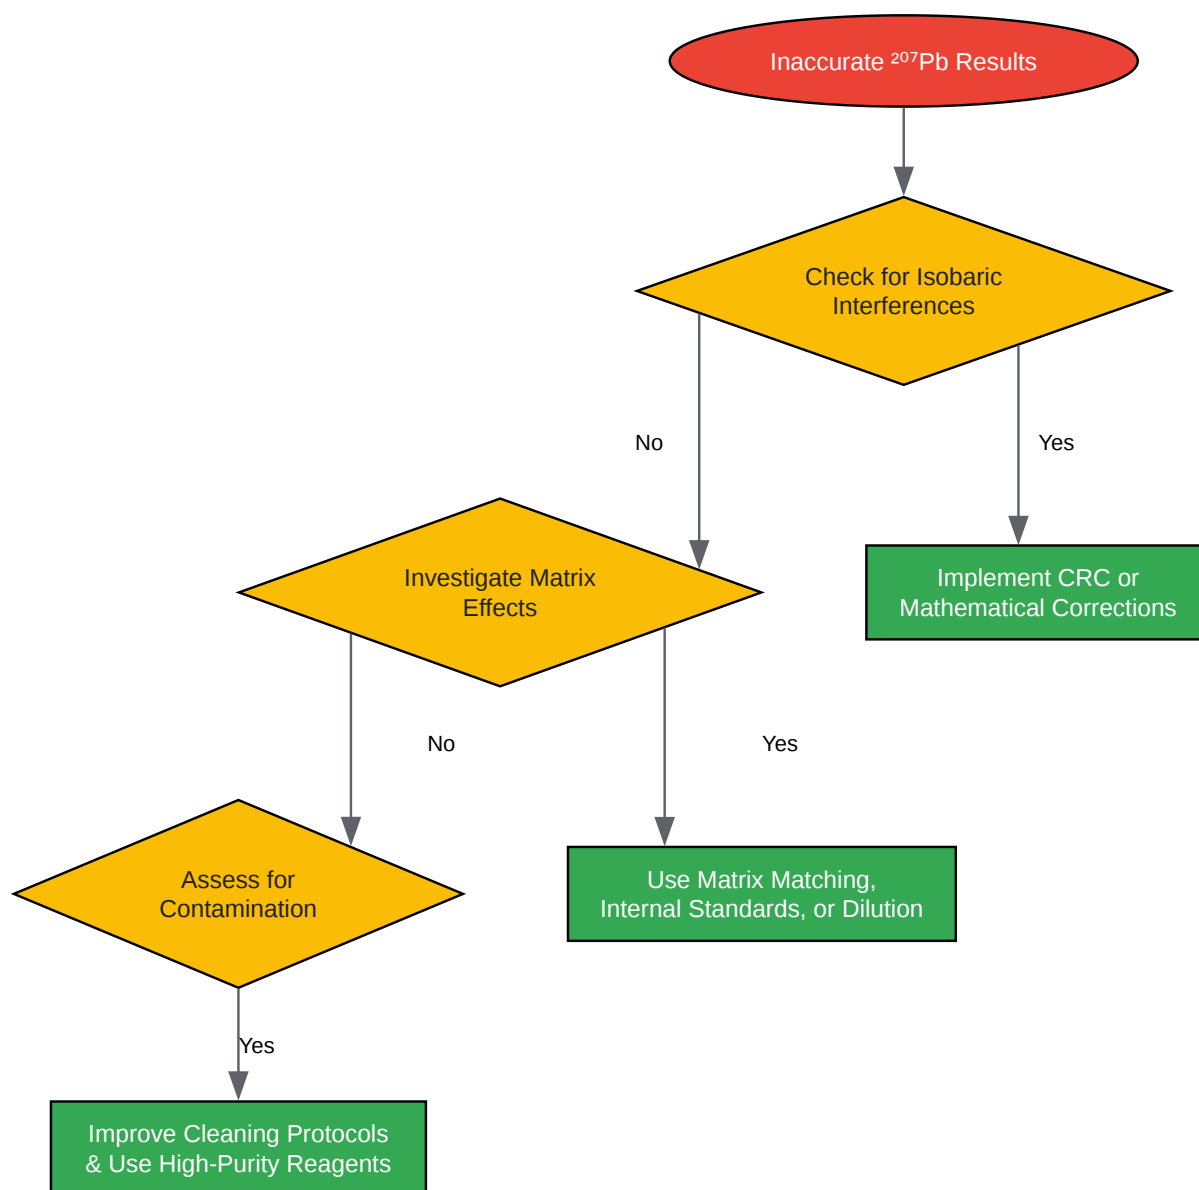 Inaccurate ²⁰⁷Pb Results
Check for Isobaric
Interferences
No
Yes
Investigate Matrix
Effects
Implement CRC or
Mathematical Corrections
No
Yes
Assess for
Contamination
Use Matrix Matching,
Internal Standards, or Dilution
Yes
Improve Cleaning Protocols
& Use High-Purity Reagents